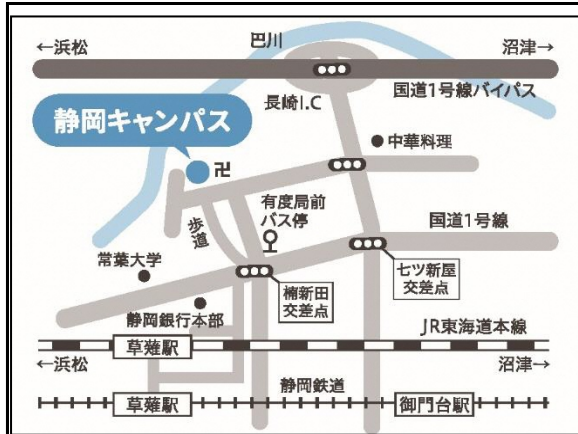 巴川
←浜松
沼津→
長崎I.C
国道1号線バイパス
静岡キャンパス
中華料理
卍
有度局前
バス停
歩道
国道1号線
常葉大学
七ツ新屋
交差点
楠新田
交差点
静岡銀行本部
JR東海道本線
草薙駅
←浜松
沼津→
静岡鉄道
草薙駅
御門台駅